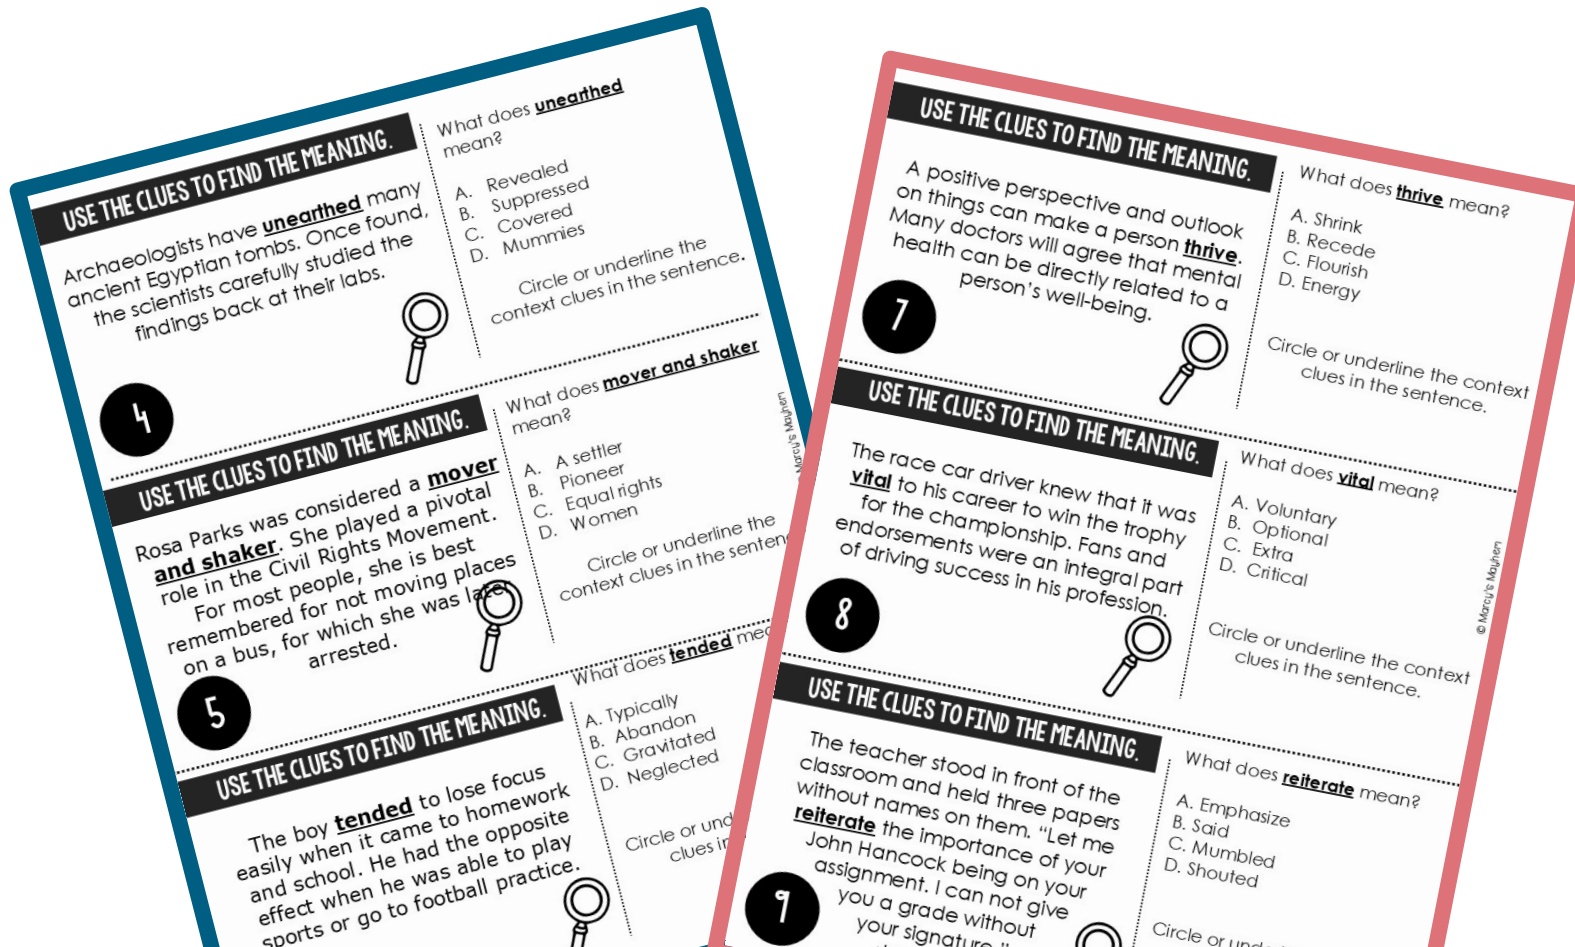 USE THE CLUES TO FIND THE MEANING.
Archaeologists have unearthed many
ancient Egyptian tombs. Once found,
the scientists carefully studied the
findings back at their labs.
4
What does unearthed
mean?
A. Revealed
B. Suppressed
C. Covered
D. Mummies
Circle or underline the
context clues in the sentence.
USE THE CLUES TO FIND THE MEANING.
Rosa Parks was considered a mover
and shaker. She played a pivotal
role in the Civil Rights Movement.
For most people, she is best
remembered for not moving places
on a bus, for which she was later
arrested.
5
What does mover and shaker
mean?
A. A settler
B. Pioneer
C. Equal rights
D. Women
Circle or underline the
context clues in the
Marcy's Mayhem
USE THE CLUES TO FIND THE MEANING.
The boy tended to lose focus
easily when it came to homework
and school. He had the opposite
effect when he was able to play
sports or go to football practice.
What does tended
A. Typically
B. Abandon
C. Gravitated
D. Neglected
Circle or
clues
USE THE CLUES TO FIND THE MEANING.
A positive perspective and outlook
on things can make a person thrive.
Many doctors will agree that mental
health can be directly related to a
person's well-being.
7
What does thrive mean?
A. Shrink
B. Recede
C. Flourish
D. Energy
Circle or underline the context
clues in the sentence.
USE THE CLUES TO FIND THE MEANING.
The race car driver knew that it was
vital to his career to win the trophy
for the championship. Fans and
endorsements were an integral part
of driving success in his profession.
8
What does vital mean?
A. Voluntary
B. Optional
C. Extra
D. Critical
Circle or underline the context
clues in the sentence.
© Marcy's Mayhem
USE THE CLUES TO FIND THE MEANING.
The teacher stood in front of the
classroom and held three papers
without names on them. "Let me
reiterate the importance of your
John Hancock being on your
assignment. I can not give
you a grade without
your signature."
9
What does reiterate mean?
A. Emphasize
B. Said
C. Mumbled
D. Shouted
Circle or